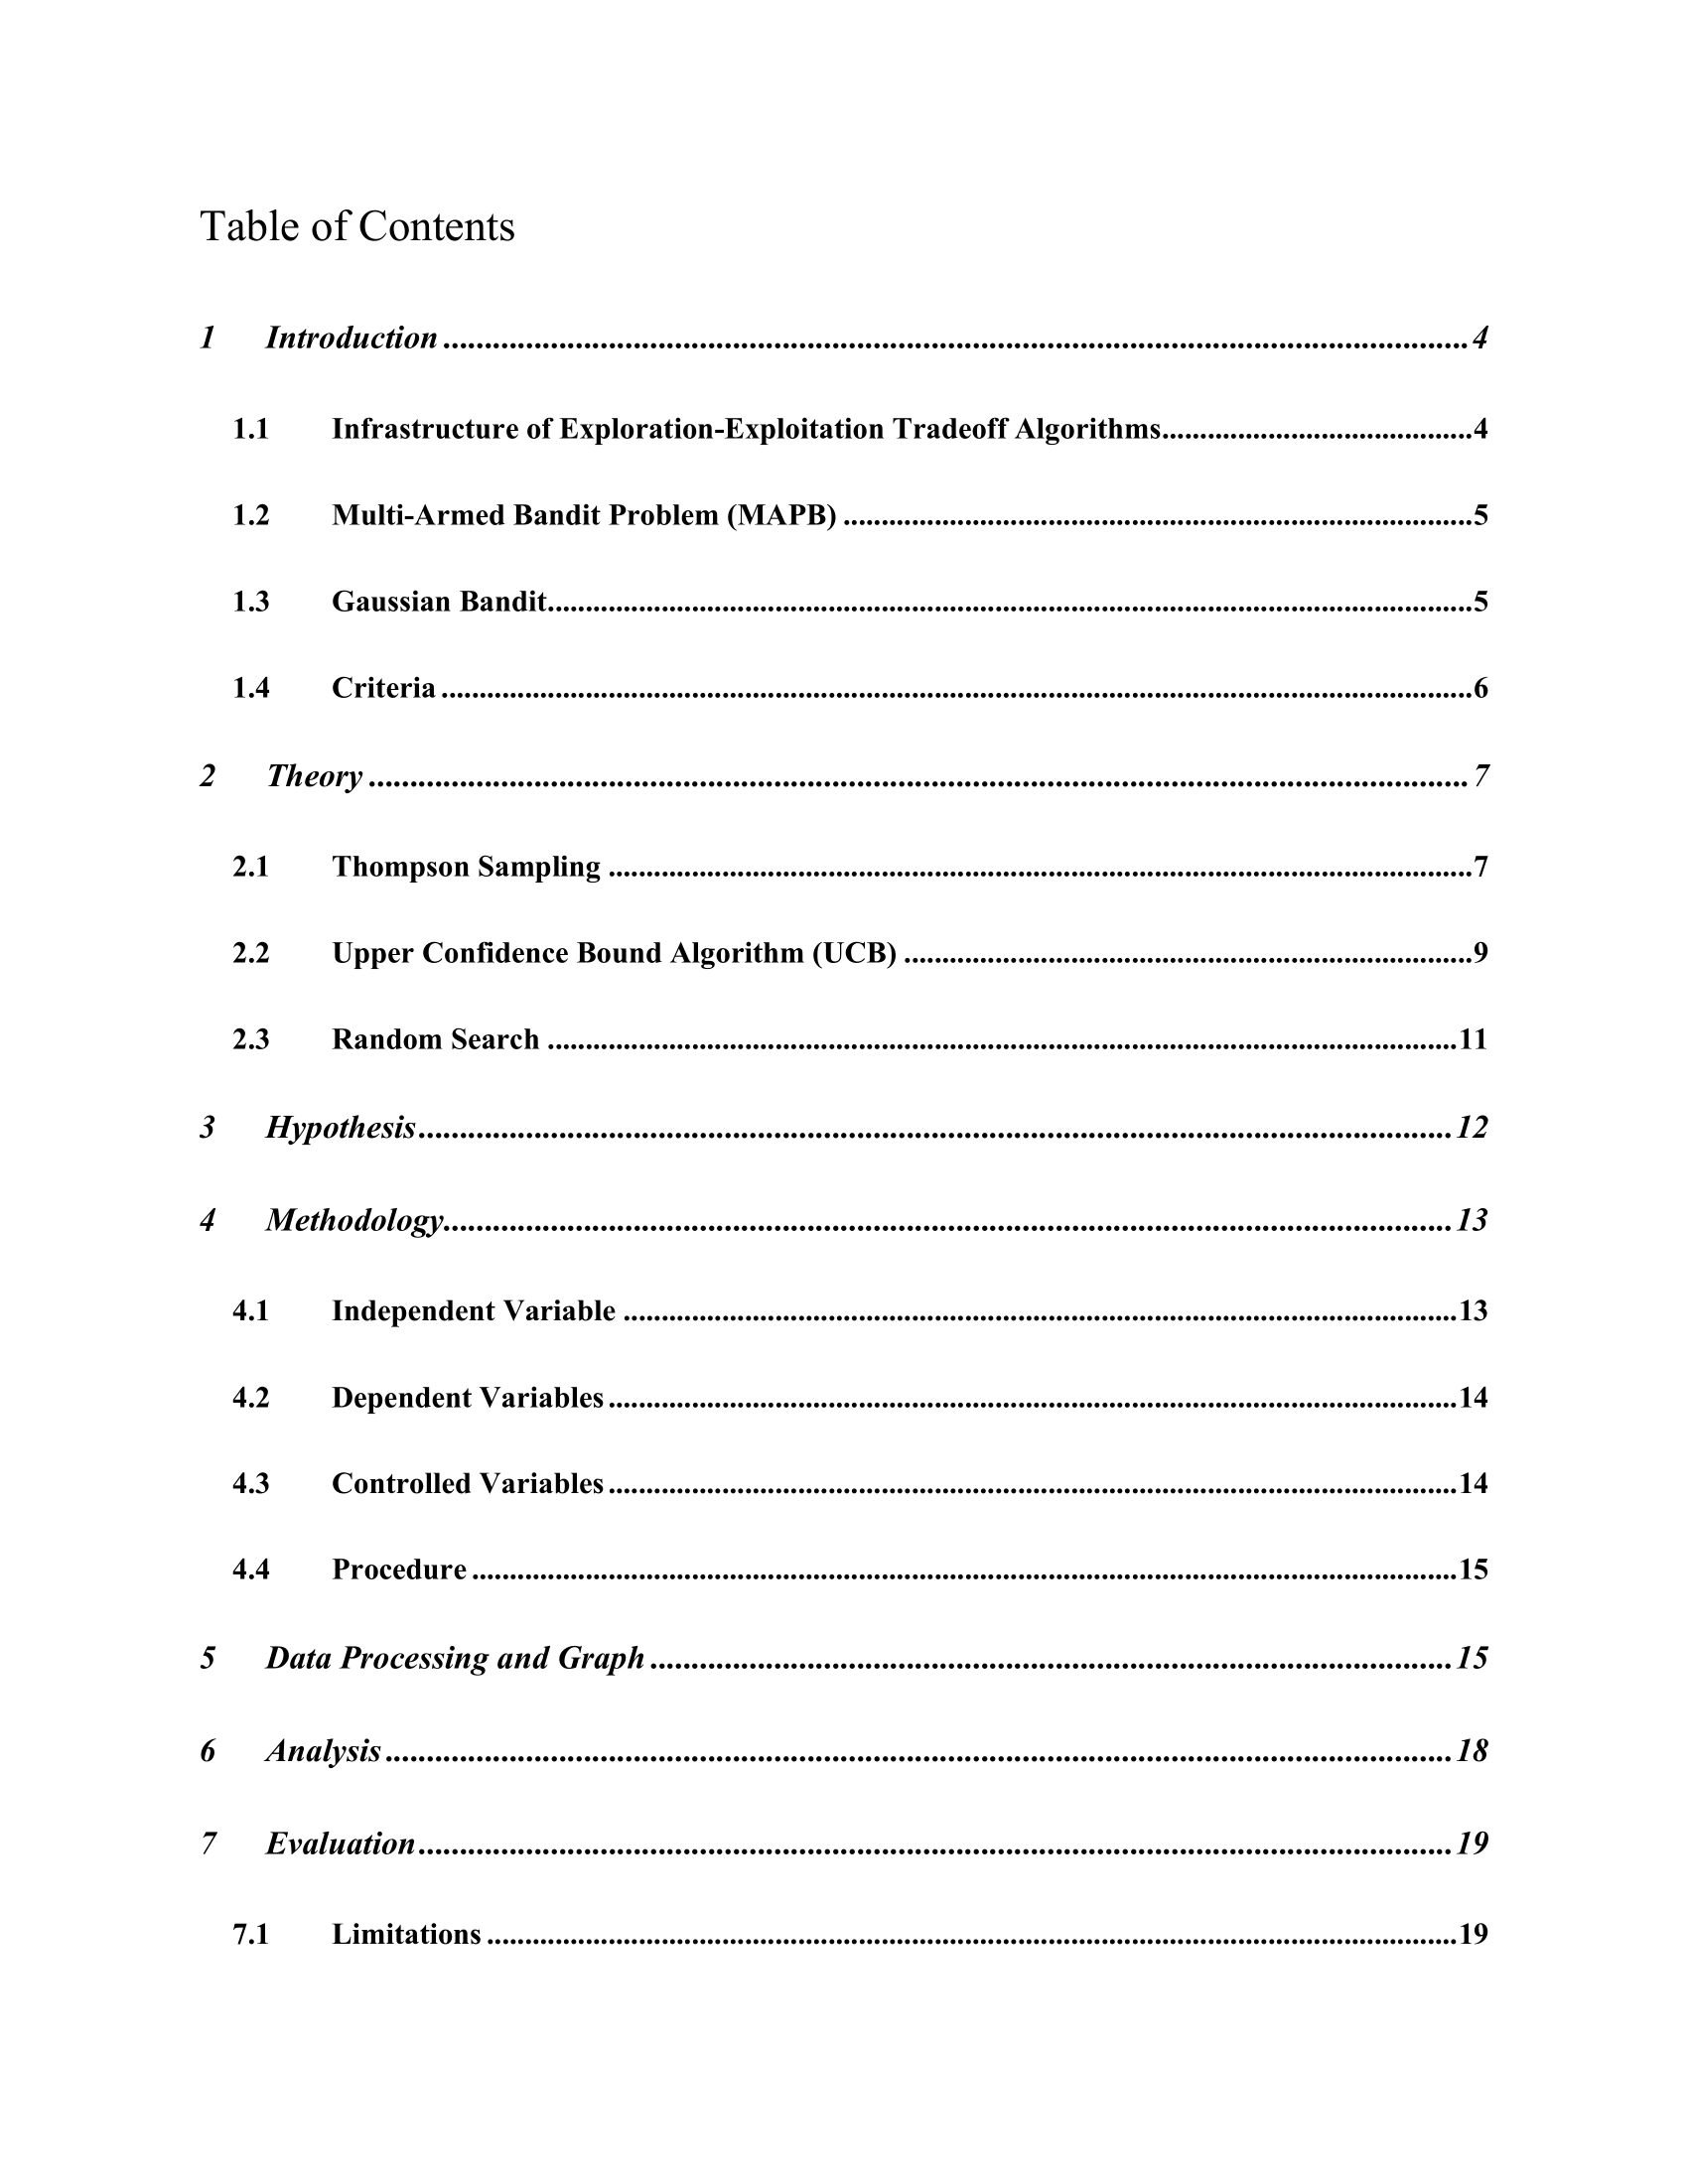 Table of Contents
1 Introduction ........................................................................................................................... 4
1.1 Infrastructure of Exploration-Exploitation Tradeoff Algorithms.........................................4
1.2 Multi-Armed Bandit Problem (MAPB) ...................................................................................5
1.3 Gaussian Bandit..........................................................................................................................5
1.4 Criteria .........................................................................................................................................6
2 Theory .................................................................................................................................... 7
2.1 Thompson Sampling ..................................................................................................................7
2.2 Upper Confidence Bound Algorithm (UCB) ...........................................................................9
2.3 Random Search ........................................................................................................................11
3 Hypothesis ............................................................................................................................ 12
4 Methodology.......................................................................................................................... 13
4.1 Independent Variable ..............................................................................................................13
4.2 Dependent Variables ................................................................................................................14
4.3 Controlled Variables ................................................................................................................14
4.4 Procedure ..................................................................................................................................15
5 Data Processing and Graph ................................................................................................. 15
6 Analysis ................................................................................................................................. 18
7 Evaluation ............................................................................................................................. 19
7.1 Limitations ................................................................................................................................19